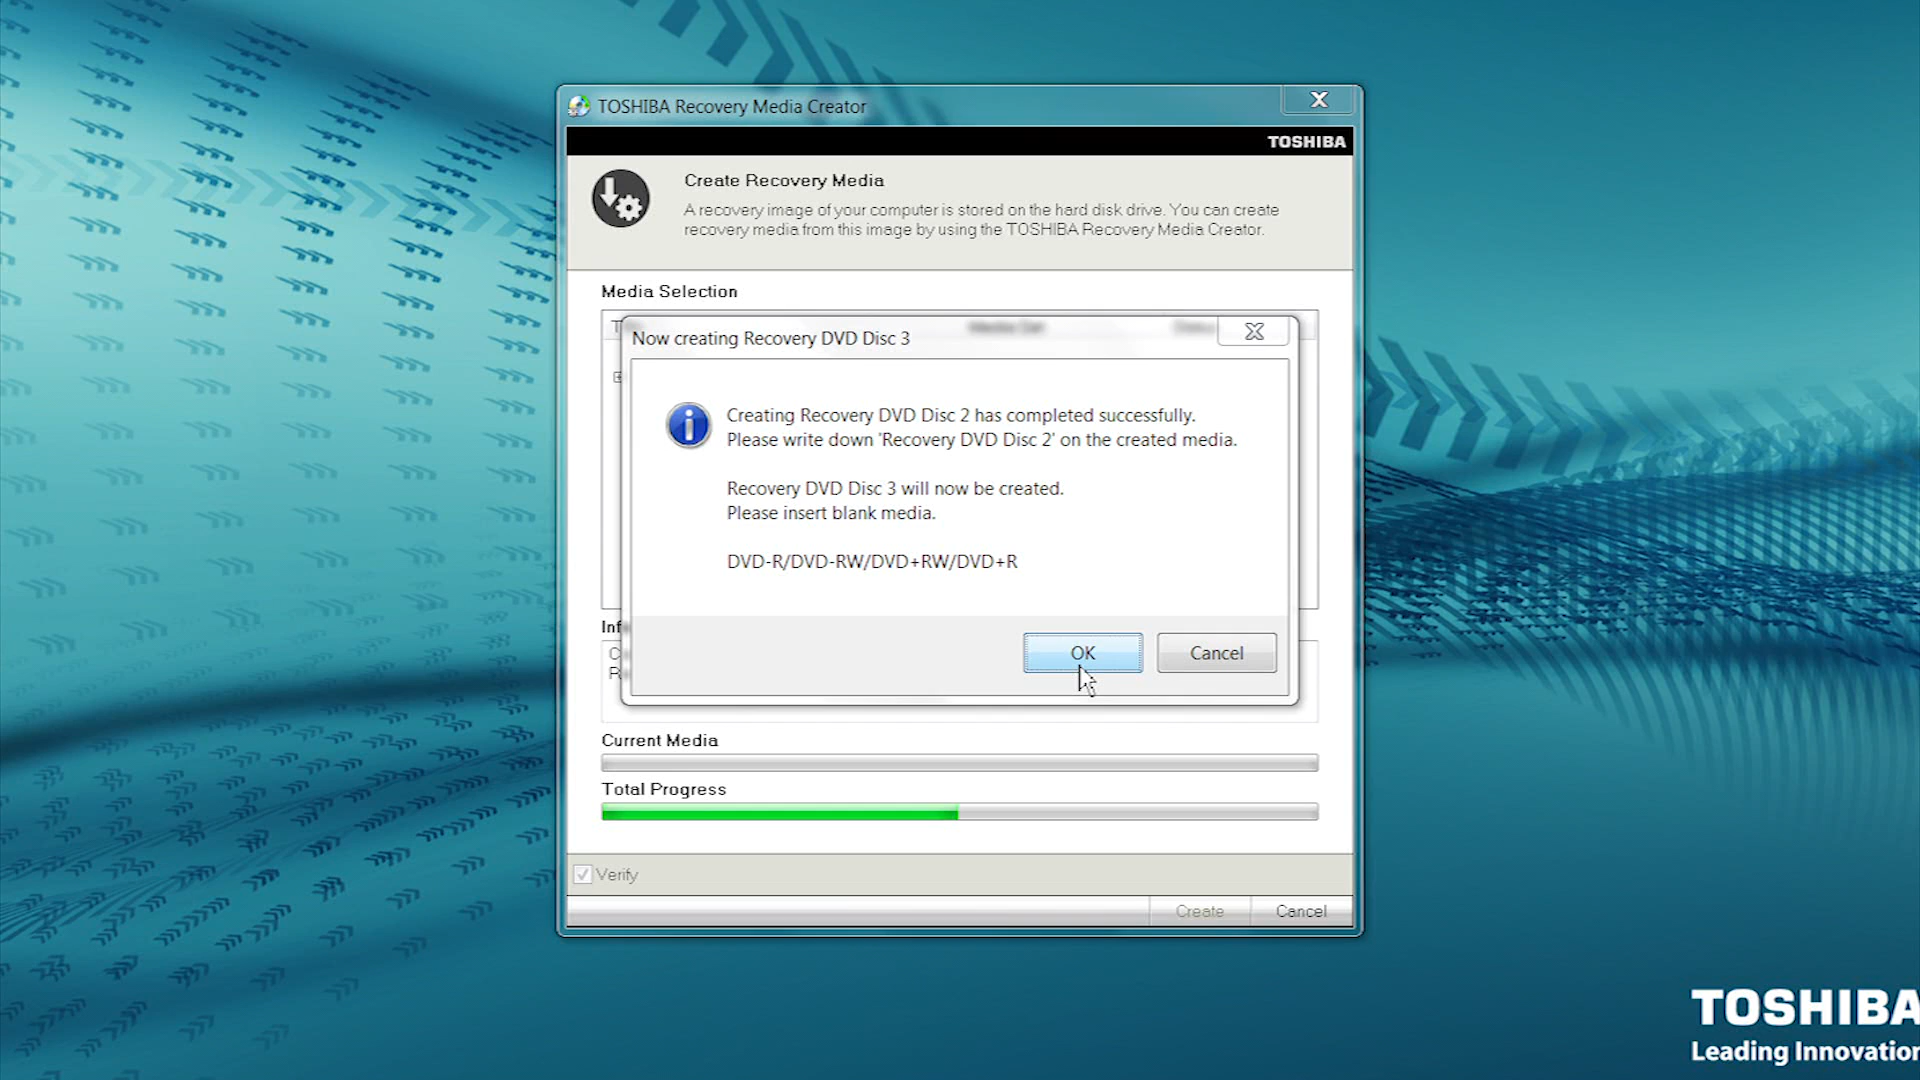 TOSHIBA Recovery Media Creator
TOSHIBA
Create Recovery Media
A recovery image of your computer is stored on the hard disk drive. You can create
recovery media from this image by using the TOSHIBA Recovery Media Creator.
Media Selection
Now creating Recovery DVD Disc 3
Creating Recovery DVD Disc 2 has completed successfully.
Please write down 'Recovery DVD Disc 2' on the created media.
Recovery DVD Disc 3 will now be created.
Please insert blank media.
DVD-R/DVD-RW/DVD+RW/DVD+R
OK Cancel
Current Media
Total Progress
Verify
Create Cancel
TOSHIBA
Leading Innovation